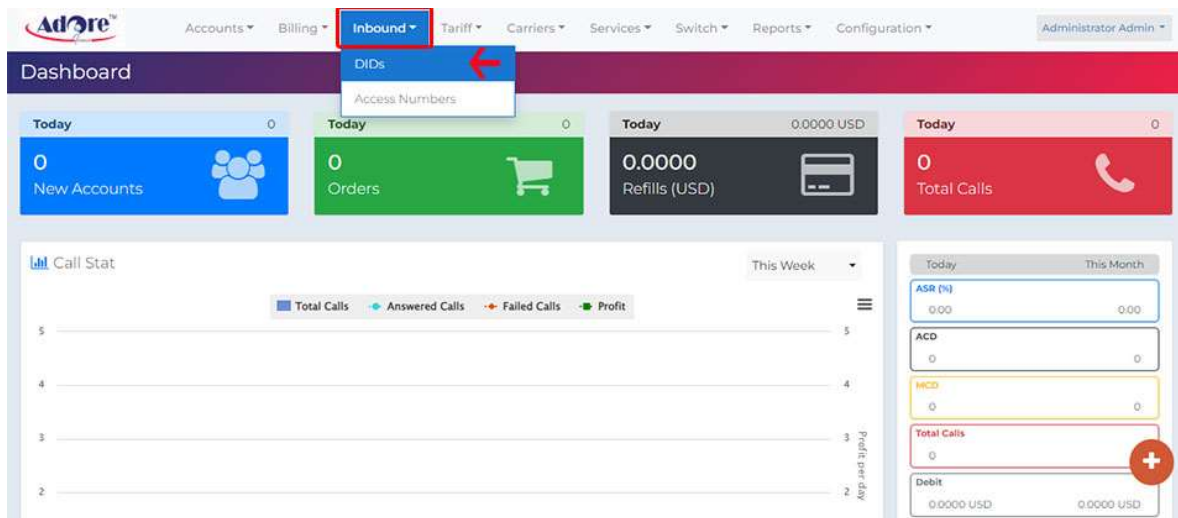 Adore™
Accounts Billing Inbound Tariff Carriers Services Switch Reports Configuration Administrator Admin
Dashboard
DIDs
Access Numbers
Today 0
0
New Accounts
Today 0
0
Orders
Today 0.0000 USD
0.0000
Refills (USD)
Today 0
0
Total Calls
Call Stat
This Week
Total Calls Answered Calls Failed Calls Profit
5 5
4 4
3 3
2 2
Profit per day
Today This Month
ASR (%)
0.00 0.00
ACD
0 0
MCD
0 0
Total Calls
0
Debit
0.0000 USD 0.0000 USD